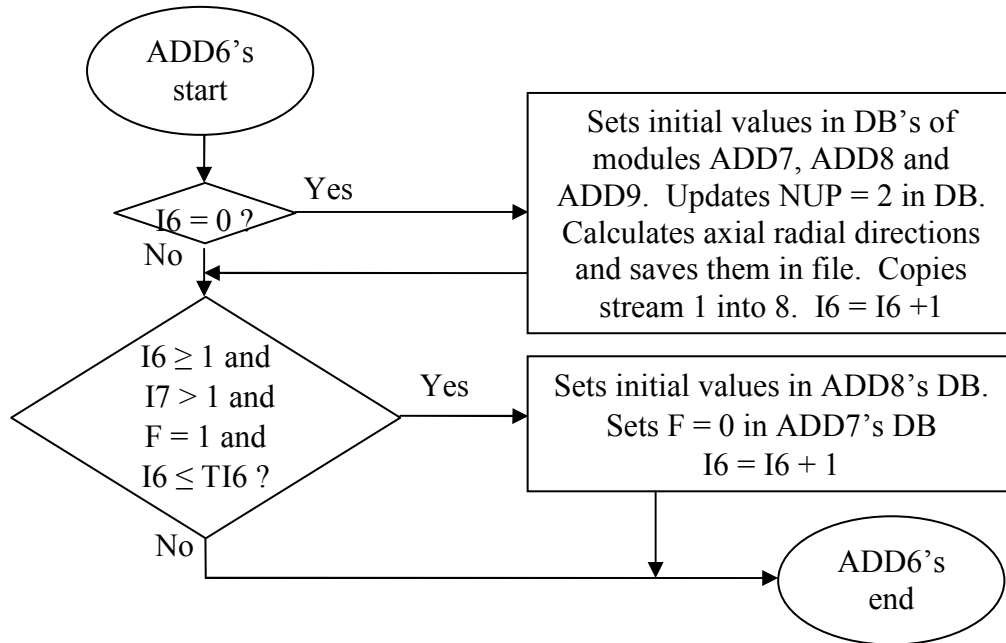 ADD6’s
start
I6 = 0 ?
Yes
No
Sets initial values in DB’s of
modules ADD7, ADD8 and
ADD9. Updates NUP = 2 in DB.
Calculates axial radial directions
and saves them in file. Copies
stream 1 into 8. I6 = I6 +1
I6 ≥ 1 and
I7 > 1 and
F = 1 and
I6 ≤ TI6 ?
Yes
No
Sets initial values in ADD8’s DB.
Sets F = 0 in ADD7’s DB
I6 = I6 + 1
ADD6’s
end